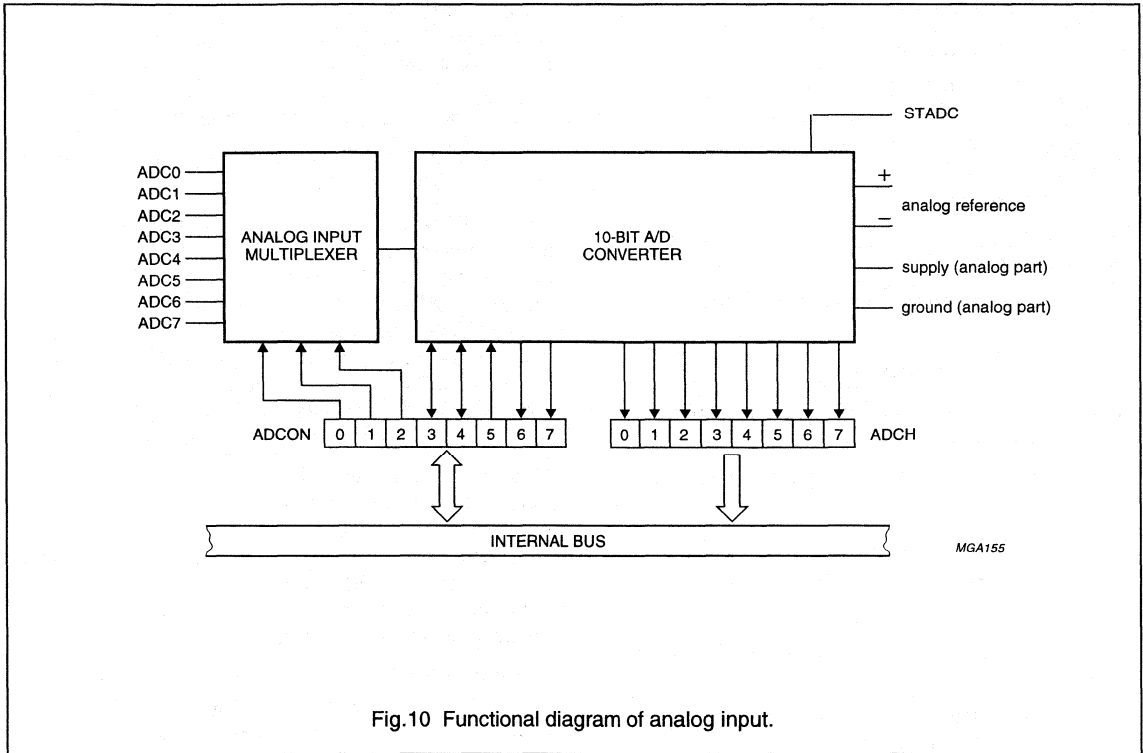 STADC
ADC0
ADC1
ADC2
ADC3
ADC4
ADC5
ADC6
ADC7
ANALOG INPUT
MULTIPLEXER
10-BIT A/D
CONVERTER
+
analog reference
−
supply (analog part)
ground (analog part)
ADCON 0 1 2 3 4 5 6 7
0 1 2 3 4 5 6 7 ADCH
INTERNAL BUS
MGA155
Fig.10 Functional diagram of analog input.